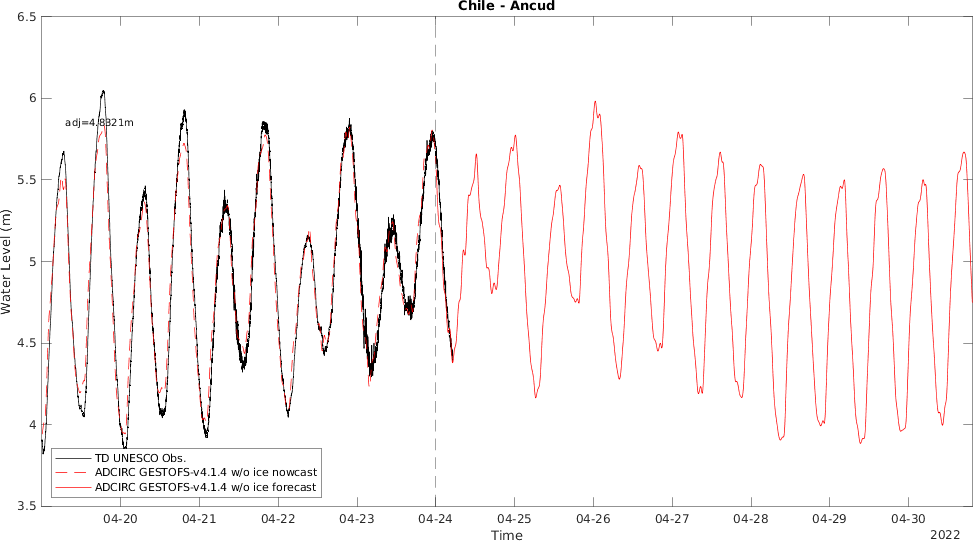 Chile - Ancud
6.5
6
5.5
5
4.5
4
3.5
Water Level (m)
adj=4.8321m
TD UNESCO Obs.
ADCIRC GESTOFS-v4.1.4 w/o ice nowcast
ADCIRC GESTOFS-v4.1.4 w/o ice forecast
04-20 04-21 04-22 04-23 04-24 04-25 04-26 04-27 04-28 04-29 04-30
Time
2022